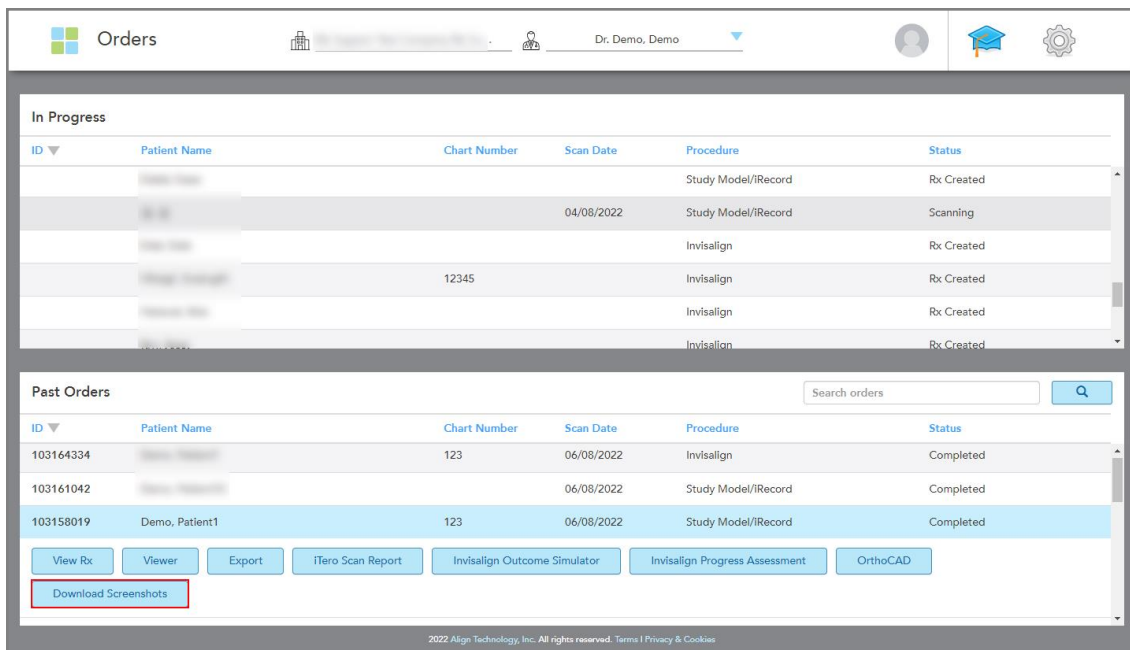 Orders Dr. Demo, Demo
In Progress
ID Patient Name Chart Number Scan Date Procedure Status
Study Model/iRecord Rx Created
04/08/2022 Study Model/iRecord Scanning
Invisalign Rx Created
12345 Invisalign Rx Created
Invisalign Rx Created
Invisalign Rx Created
Past Orders Search orders
ID Patient Name Chart Number Scan Date Procedure Status
103164334 123 06/08/2022 Invisalign Completed
103161042 06/08/2022 Study Model/iRecord Completed
103158019 Demo, Patient1 123 06/08/2022 Study Model/iRecord Completed
View Rx Viewer Export iTero Scan Report Invisalign Outcome Simulator Invisalign Progress Assessment OrthoCAD
Download Screenshots
2022 Align Technology, Inc. All rights reserved. Terms | Privacy & Cookies